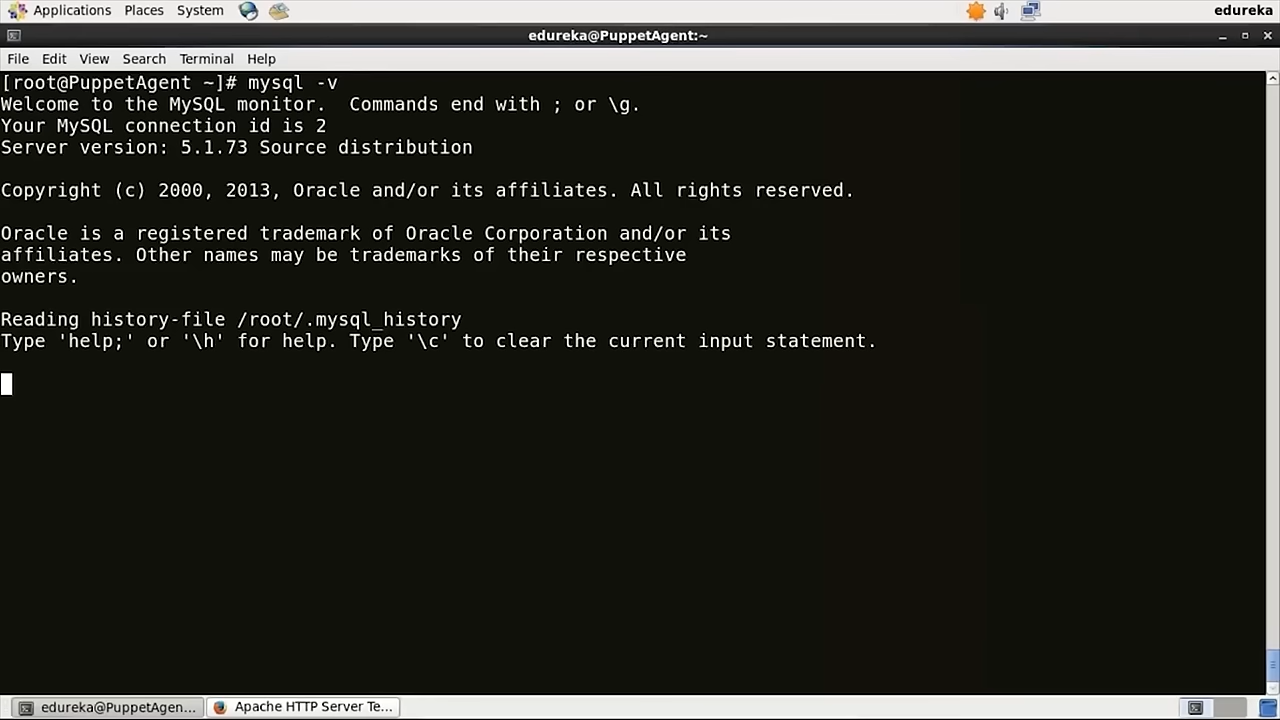 Applications Places System edureka
edureka@PuppetAgent:~
File Edit View Search Terminal Help
[root@PuppetAgent ~]# mysql -v
Welcome to the MySQL monitor.  Commands end with ; or \g.
Your MySQL connection id is 2
Server version: 5.1.73 Source distribution
Copyright (c) 2000, 2013, Oracle and/or its affiliates. All rights reserved.
Oracle is a registered trademark of Oracle Corporation and/or its
affiliates. Other names may be trademarks of their respective
owners.
Reading history-file /root/.mysql_history
Type 'help;' or '\h' for help. Type '\c' to clear the current input statement.
edureka@PuppetAgen... Apache HTTP Server Te...